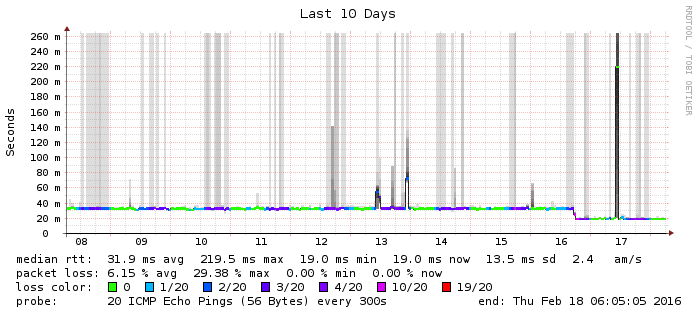 Last 10 Days
RRDTOOL / TOBI OETIKER
Seconds
260 m
240 m
220 m
200 m
180 m
160 m
140 m
120 m
100 m
80 m
60 m
40 m
20 m
0
08 09 10 11 12 13 14 15 16 17
median rtt: 31.9 ms avg 219.5 ms max 19.0 ms min 19.0 ms now 13.5 ms sd 2.4 am/s
packet loss: 6.15 % avg 29.38 % max 0.00 % min 0.00 % now
loss color: 0 1/20 2/20 3/20 4/20 10/20 19/20
probe: 20 ICMP Echo Pings (56 Bytes) every 300s end: Thu Feb 18 06:05:05 2016